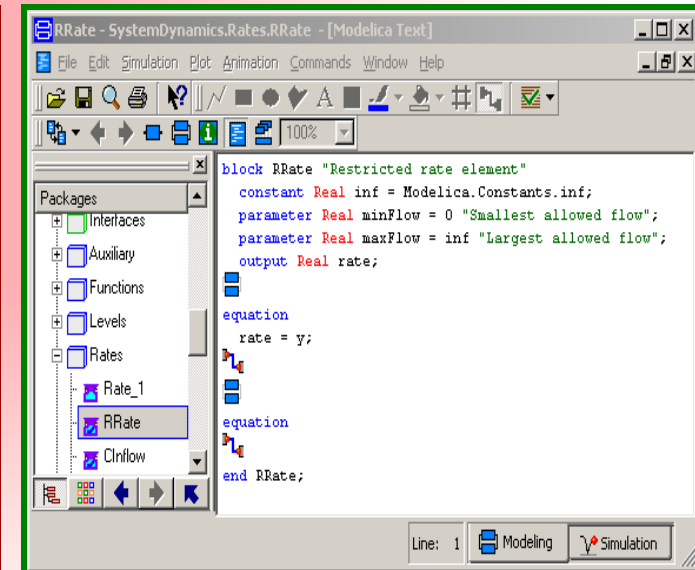 RRate - SystemDynamics.Rates.RRate - [Modelica Text]
File Edit Simulation Plot Animation Commands Window Help
100%
Packages
Interfaces
Auxiliary
Functions
Levels
Rates
Rate_1
RRate
CInflow
block RRate "Restricted rate element"
constant Real inf = Modelica.Constants.inf;
parameter Real minFlow = 0 "Smallest allowed flow";
parameter Real maxFlow = inf "Largest allowed flow";
output Real rate;
equation
rate = y;
equation
end RRate;
Line: 1 Modeling Simulation